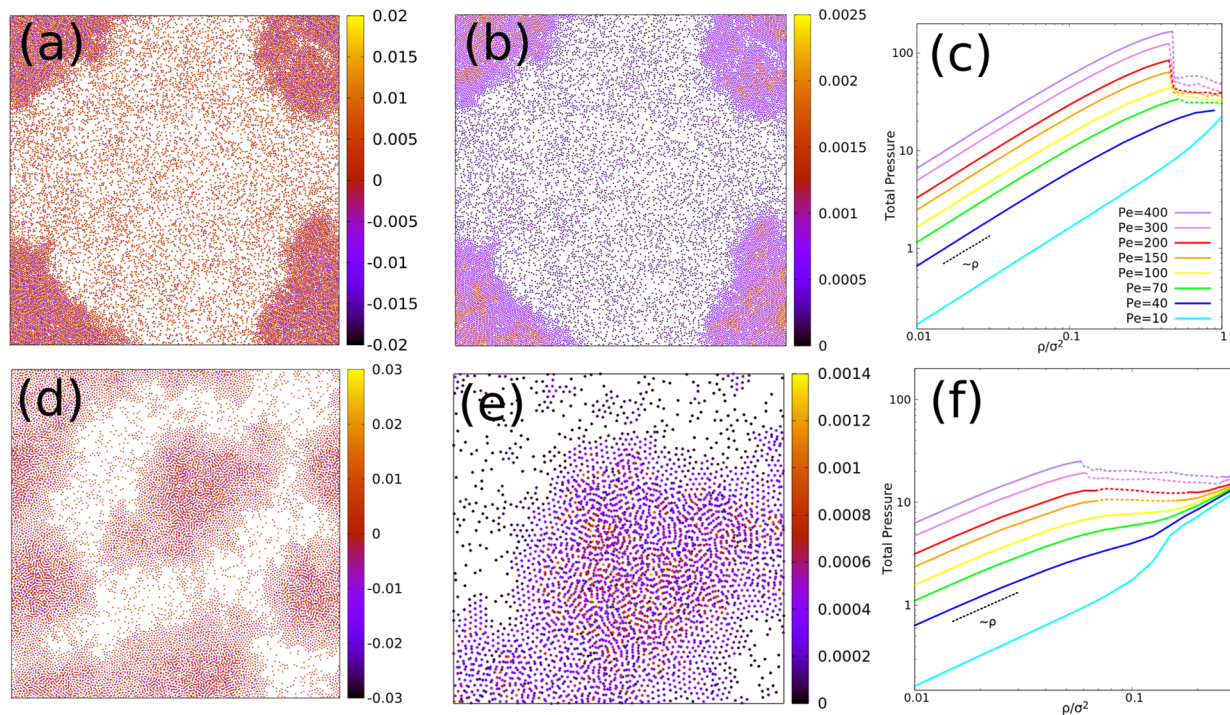 (a)
0.02
0.015
0.010
0.005
0
-0.005
-0.010
-0.015
-0.02
(b)
0.0025
0.002
0.0015
0.001
0.0005
0
(c)
Total Pressure
100
10
1
Pe=400
Pe=300
Pe=200
Pe=150
Pe=100
Pe=70
Pe=40
Pe=10
~ρ
0.01 0.1 1
ρ/σ²
(d)
0.03
0.02
0.01
0
-0.01
-0.02
-0.03
(e)
0.0014
0.0012
0.001
0.0008
0.0006
0.0004
0.0002
0
(f)
Total Pressure
100
10
1
~ρ
0.01 0.1
ρ/σ²